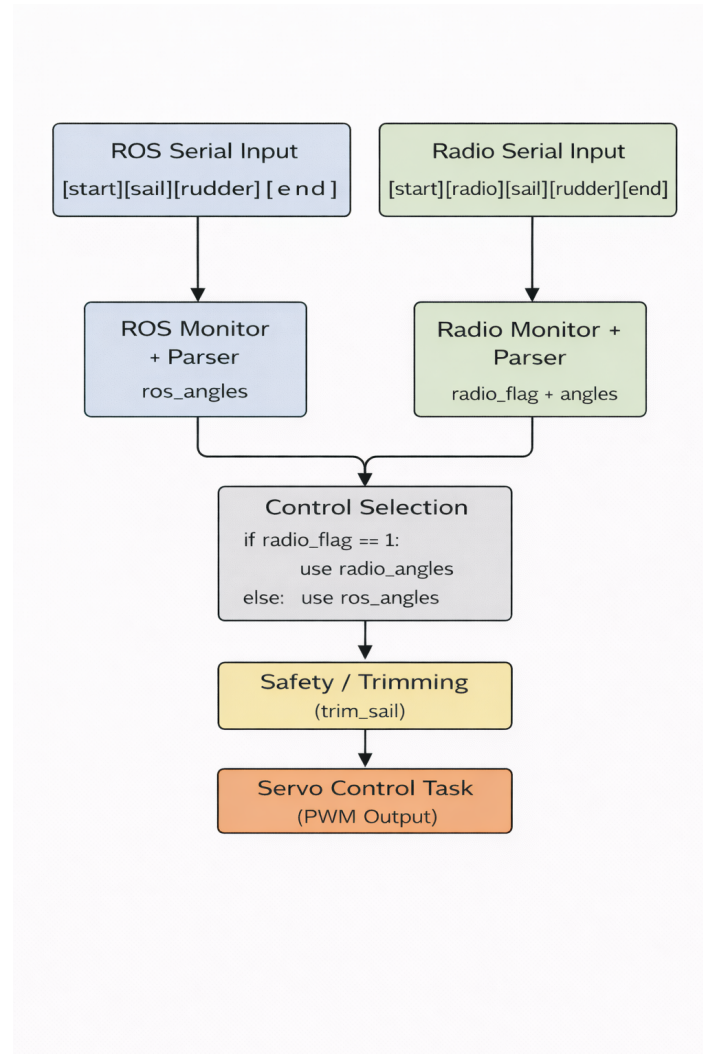 ROS Serial Input
[start][sail][rudder] [ e n d ]
Radio Serial Input
[start][radio][sail][rudder][end]
ROS Monitor
+ Parser
ros_angles
Radio Monitor +
Parser
radio_flag + angles
Control Selection
if radio_flag == 1:
use radio_angles
else: use ros_angles
Safety / Trimming
(trim_sail)
Servo Control Task
(PWM Output)